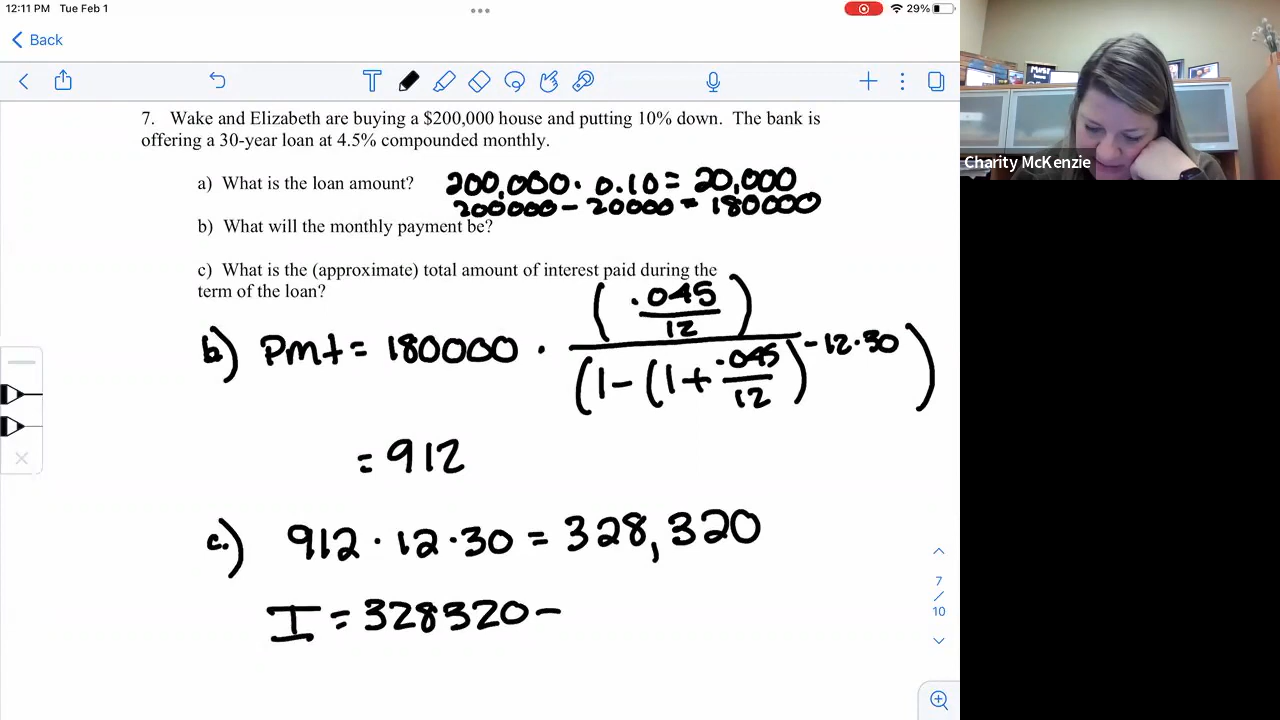 12:11 PM Tue Feb 1
29%
Back
T
7. Wake and Elizabeth are buying a $200,000 house and putting 10% down. The bank is
offering a 30-year loan at 4.5% compounded monthly.
a) What is the loan amount? 200,000 · 0.10 = 20,000
200000 - 20000 = 180000
b) What will the monthly payment be?
c) What is the (approximate) total amount of interest paid during the
term of the loan?
b) Pmt = 180000 · (.045/12) / (1-(1+.045/12)^-12·30)
= 912
c.) 912 · 12 · 30 = 328,320
I = 328320 -
7
/
10
Charity McKenzie
MUST